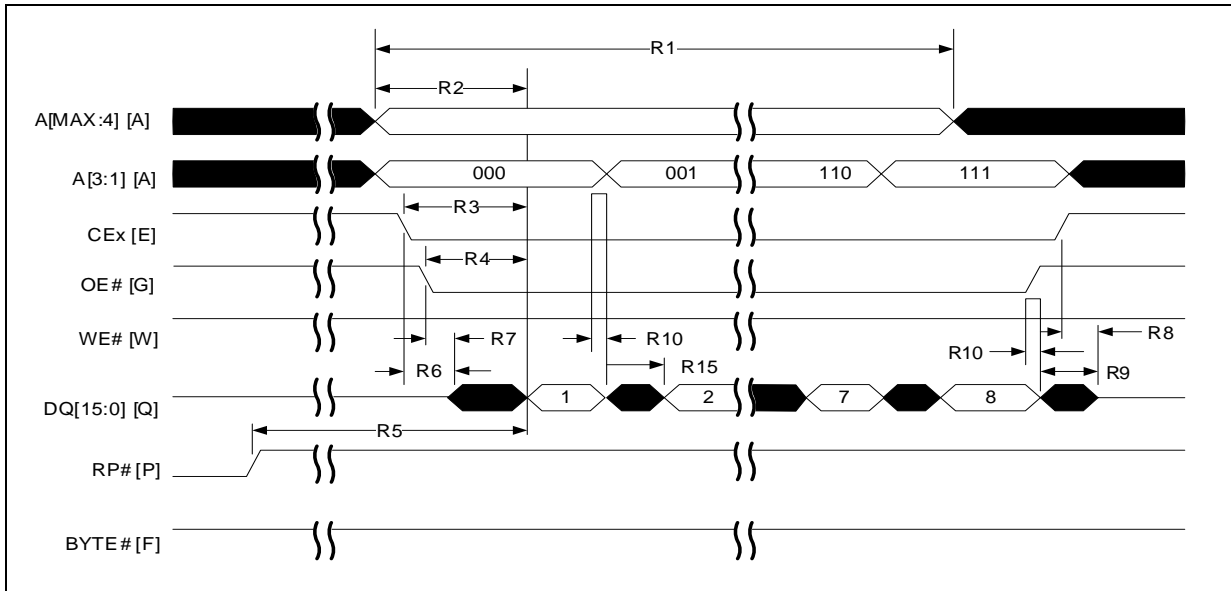 R1
R2
A[MAX:4] [A]
A[3:1] [A] 000 001 110 111
R3
CEx [E]
R4
OE# [G]
WE# [W]
R7 R10 R8
R10
R6 R15 R9
DQ[15:0] [Q] 1 2 7 8
R5
RP# [P]
BYTE# [F]